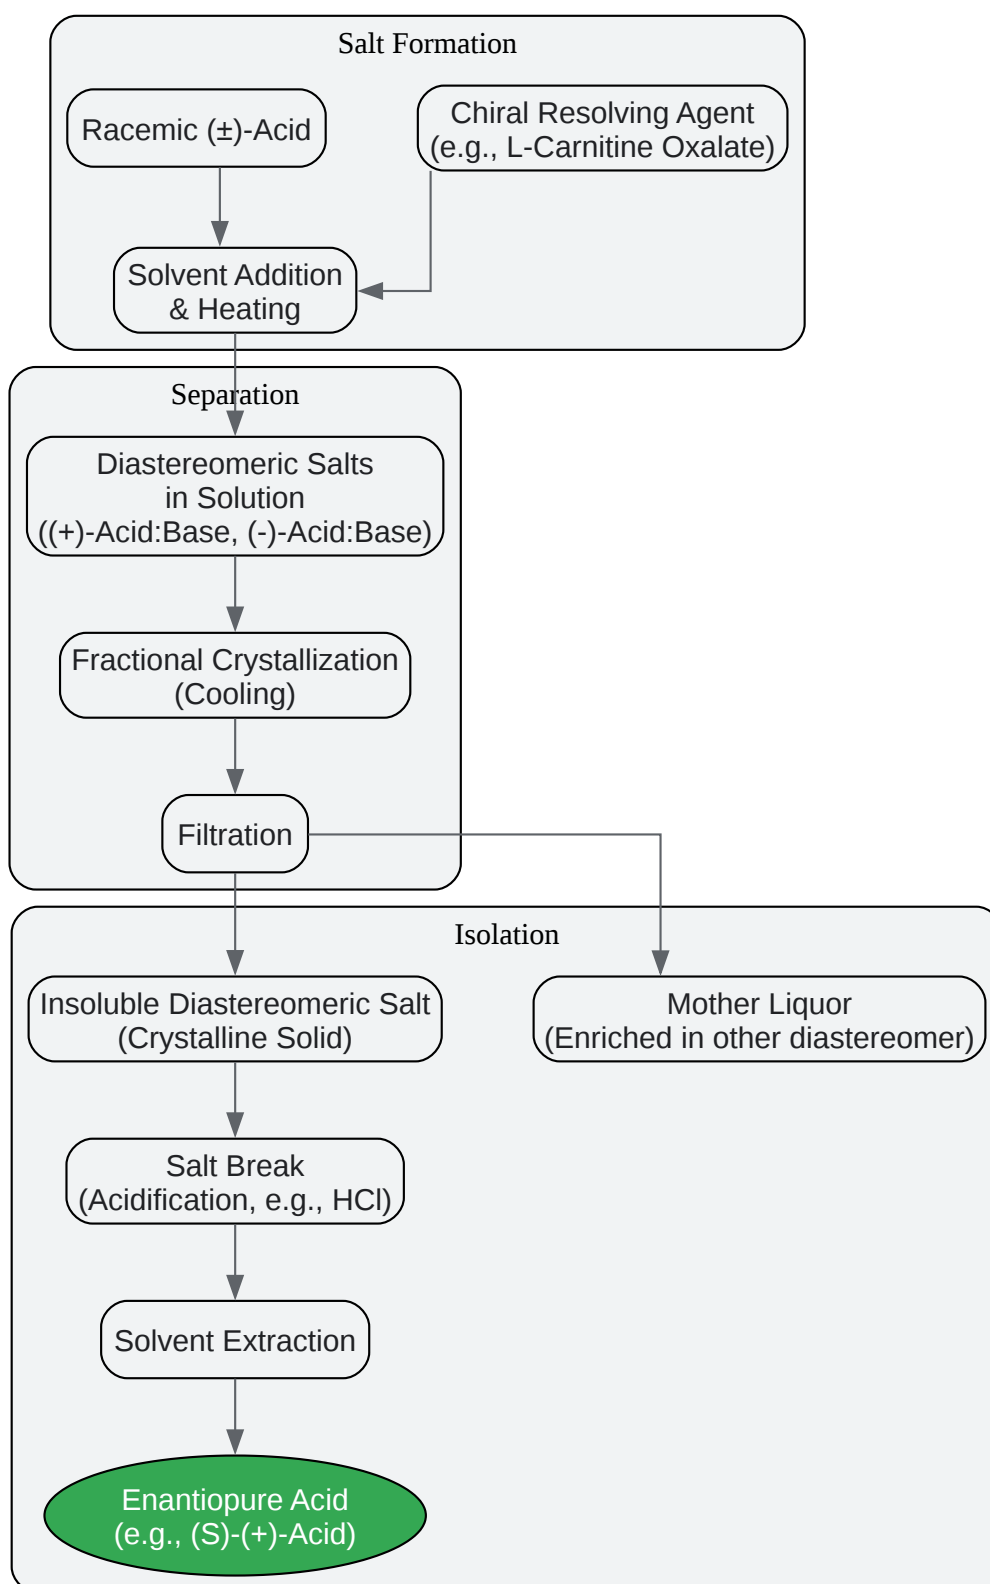 Salt Formation
Racemic (±)-Acid
Chiral Resolving Agent
(e.g., L-Carnitine Oxalate)
Solvent Addition
& Heating
Separation
Diastereomeric Salts
in Solution
((+)-Acid:Base, (-)-Acid:Base)
Fractional Crystallization
(Cooling)
Filtration
Isolation
Insoluble Diastereomeric Salt
(Crystalline Solid)
Mother Liquor
(Enriched in other diastereomer)
Salt Break
(Acidification, e.g., HCl)
Solvent Extraction
Enantiopure Acid
(e.g., (S)-(+)-Acid)